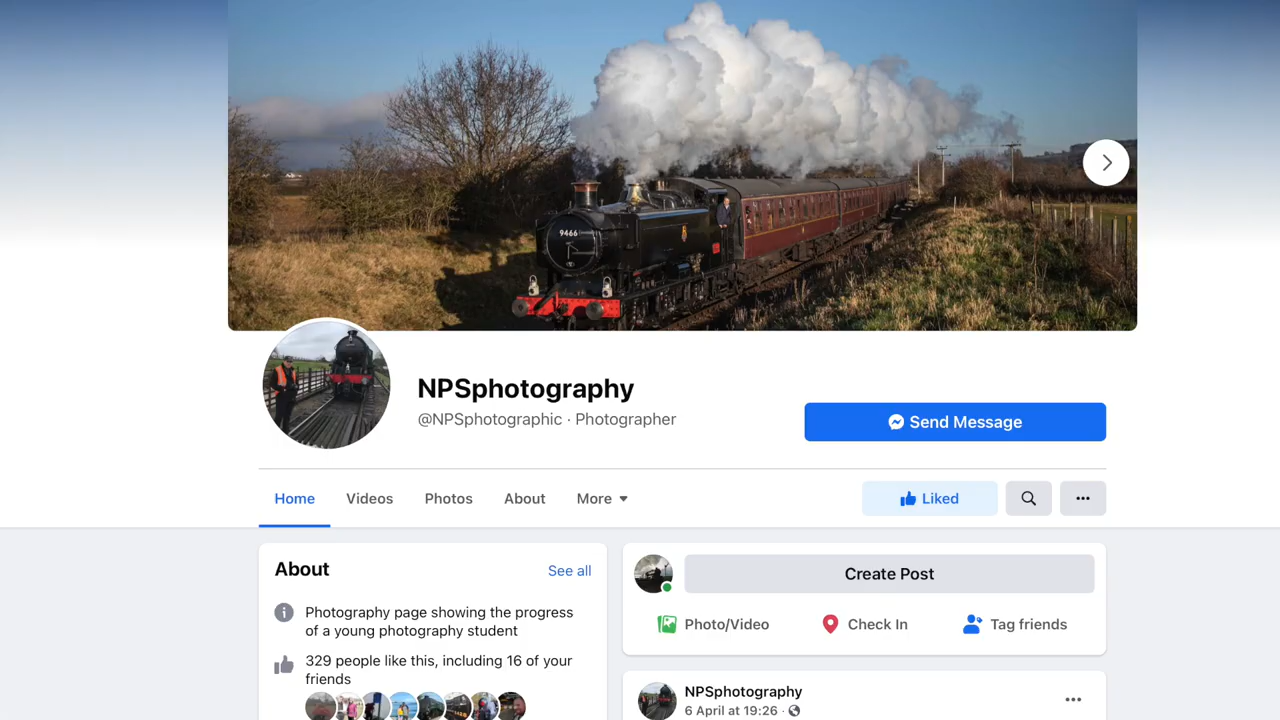 9466
NPSphotography
@NPSphotographic · Photographer
Send Message
Home
Videos
Photos
About
More
Liked
About
See all
Photography page showing the progress
of a young photography student
329 people like this, including 16 of your
friends
Create Post
Photo/Video
Check In
Tag friends
NPSphotography
6 April at 19:26 ·